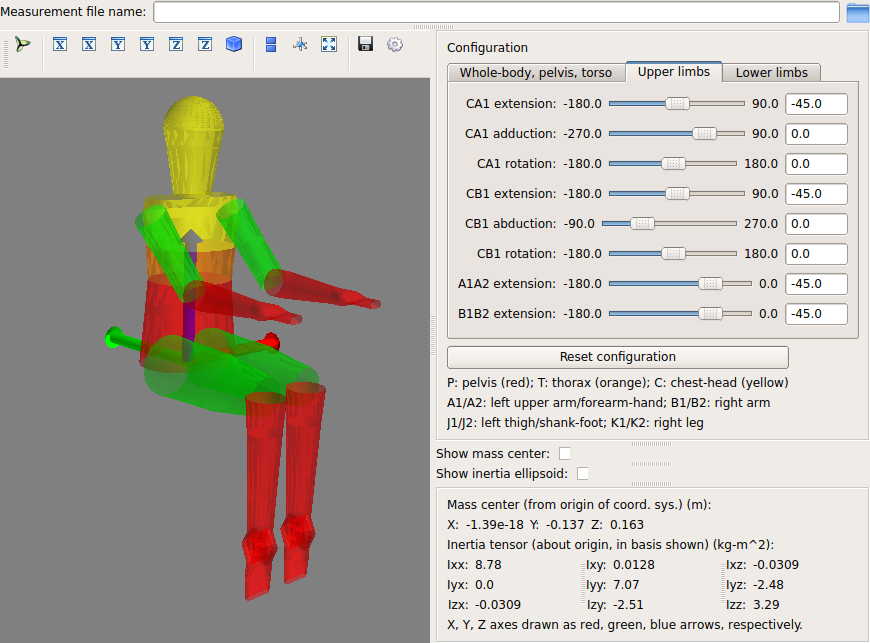 Measurement file name:
X X Y Y Z Z
Configuration
Whole-body, pelvis, torso Upper limbs Lower limbs
CA1 extension: -180.0 90.0 -45.0
CA1 adduction: -270.0 90.0 0.0
CA1 rotation: -180.0 180.0 0.0
CB1 extension: -180.0 90.0 -45.0
CB1 abduction: -90.0 270.0 0.0
CB1 rotation: -180.0 180.0 0.0
A1A2 extension: -180.0 0.0 -45.0
B1B2 extension: -180.0 0.0 -45.0
Reset configuration
P: pelvis (red); T: thorax (orange); C: chest-head (yellow)
A1/A2: left upper arm/forearm-hand; B1/B2: right arm
J1/J2: left thigh/shank-foot; K1/K2: right leg
Show mass center:
Show inertia ellipsoid:
Mass center (from origin of coord. sys.) (m):
X: -1.39e-18 Y: -0.137 Z: 0.163
Inertia tensor (about origin, in basis shown) (kg-m^2):
Ixx: 8.78 Ixy: 0.0128 Ixz: -0.0309
Iyx: 0.0 Iyy: 7.07 Iyz: -2.48
Izx: -0.0309 Izy: -2.51 Izz: 3.29
X, Y, Z axes drawn as red, green, blue arrows, respectively.